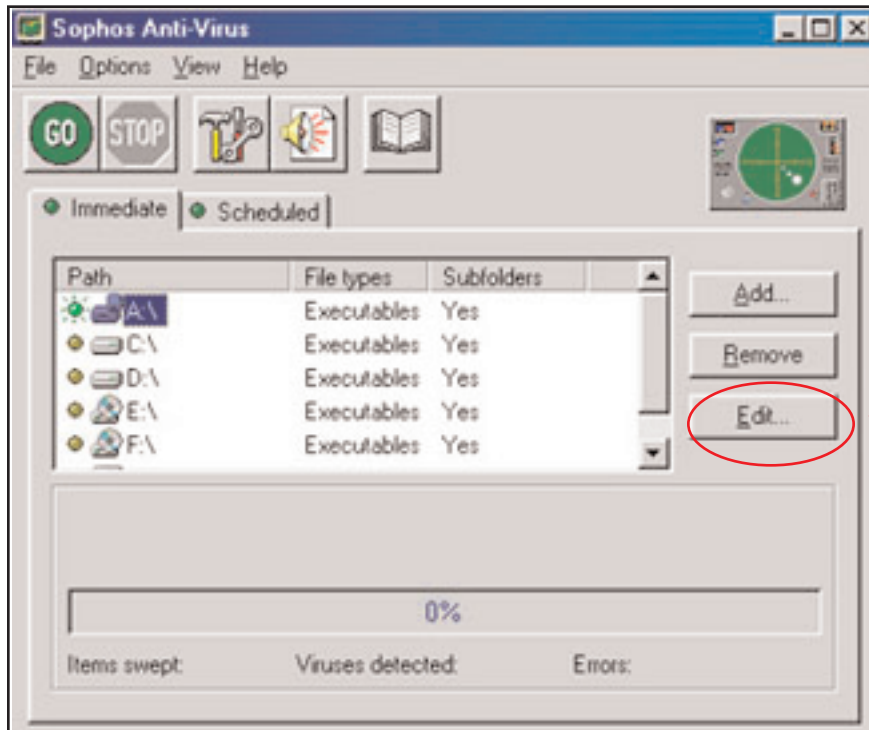 Sophos Anti-Virus
File Options View Help
GO STOP
Immediate Scheduled
Path File types Subfolders
A:\ Executables Yes
C:\ Executables Yes
D:\ Executables Yes
E:\ Executables Yes
F:\ Executables Yes
Add...
Remove
Edit...
0%
Items swept: Viruses detected: Errors: